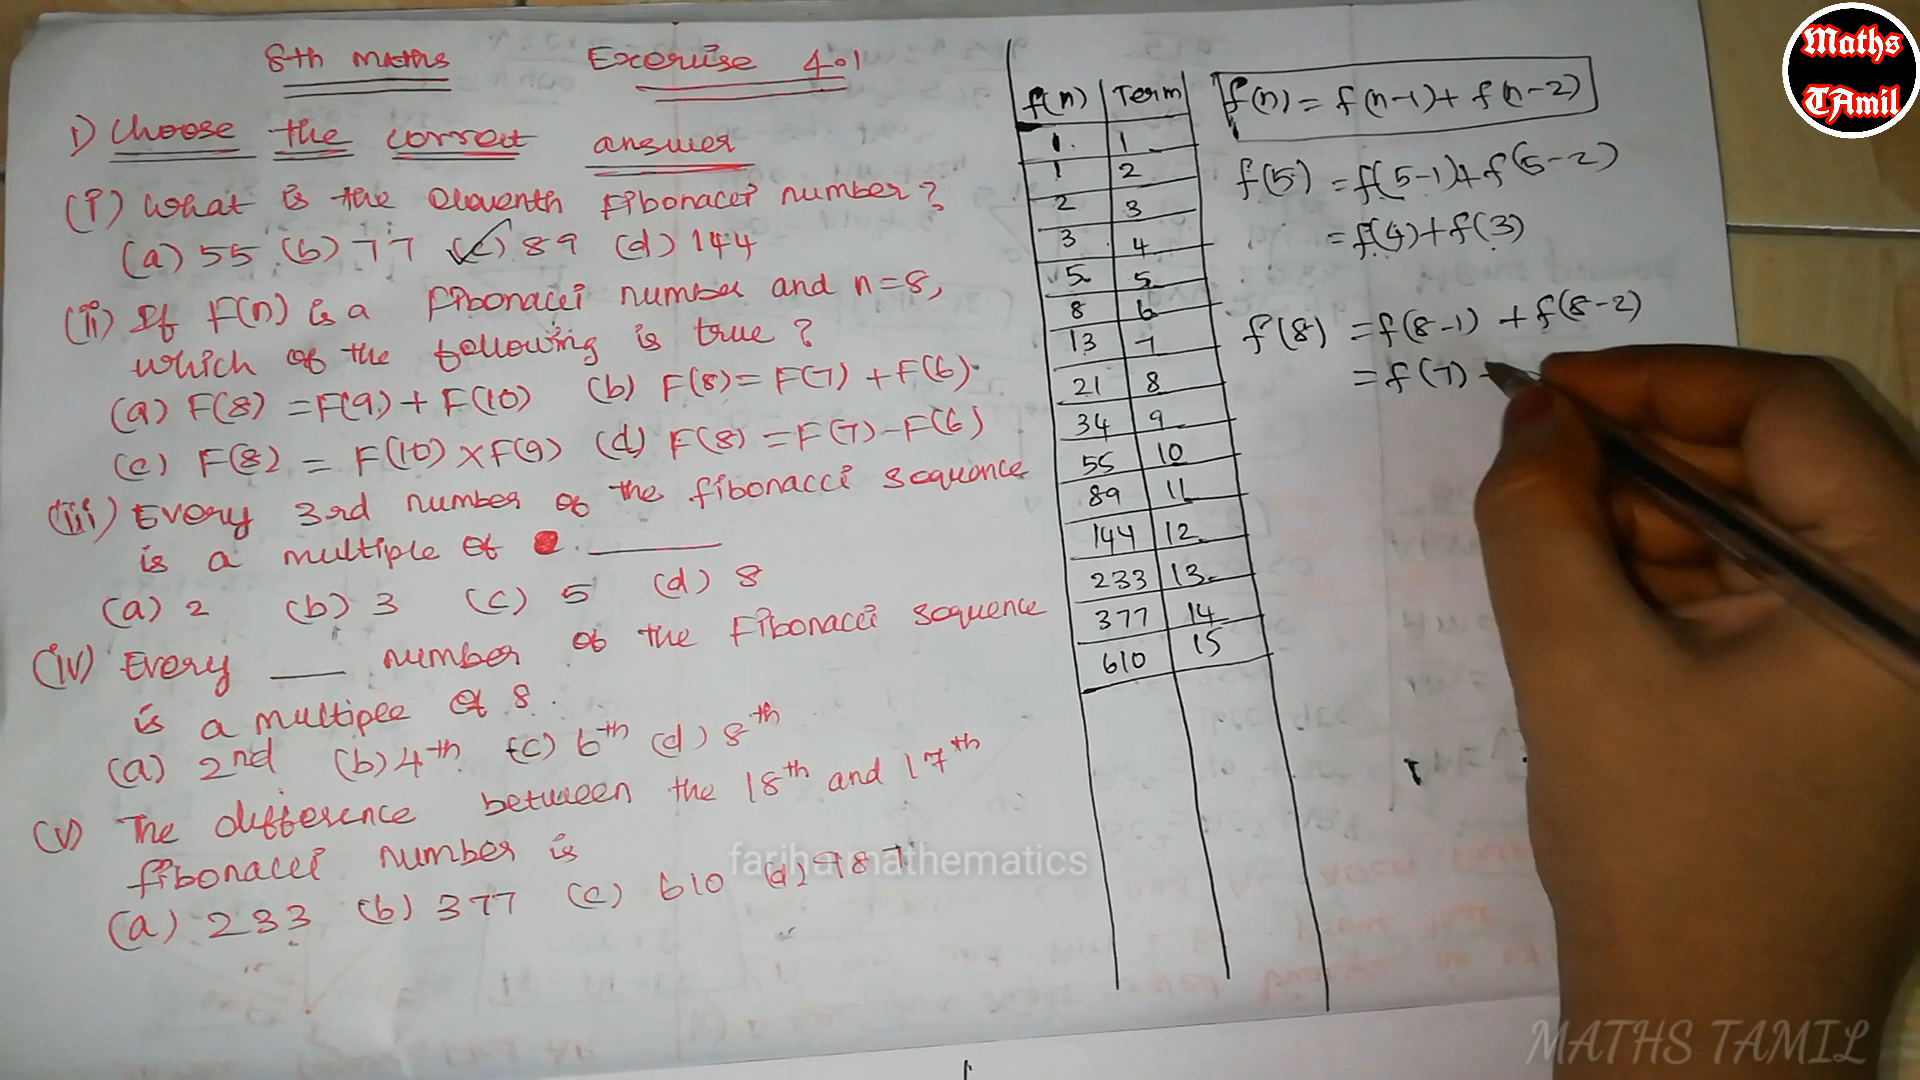 8th maths Exercise 4.1
1) Choose the correct answer
(i) What is the eleventh Fibonacci number?
(a) 55 (b) 77 (c) 89 (d) 144
(ii) If F(n) is a Fibonacci number and n=8,
which of the following is true?
(a) F(8) = F(9) + F(10) (b) F(8) = F(7) + F(6)
(c) F(8) = F(10) × F(9) (d) F(8) = F(7) - F(6)
(iii) Every 3rd number of the fibonacci sequence
is a multiple of ______
(a) 2 (b) 3 (c) 5 (d) 8
(iv) Every ___ number of the Fibonacci sequence
is a multiple of 8.
(a) 2nd (b) 4th (c) 6th (d) 8th
(v) The difference between the 18th and 17th
fibonacci number is
(a) 233 (b) 377 (c) 610 (d) 987
f(n) Term
1 1
1 2
2 3
3 4
5 5
8 6
13 7
21 8
34 9
55 10
89 11
144 12
233 13
377 14
610 15
f(n) = f(n-1) + f(n-2)
f(5) = f(5-1) + f(5-2)
= f(4) + f(3)
f(8) = f(8-1) + f(8-2)
= f(7)
Maths
TAmil
fariha mathematics
MATHS TAMIL